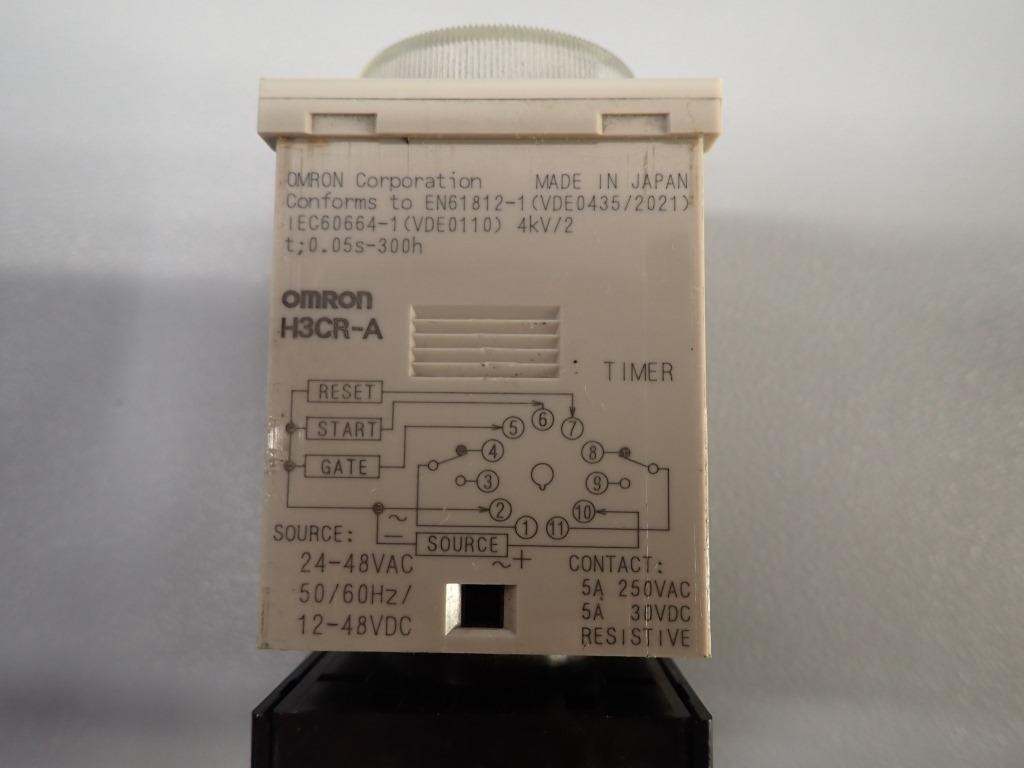 OMRON Corporation MADE IN JAPAN
Conforms to EN61812-1(VDE0435/2021)
IEC60664-1(VDE0110) 4kV/2
t;0.05s-300h
omron
H3CR-A
TIMER
RESET
START
GATE
5 6 7
4 8
3 9
2 10
1 11
SOURCE:
24-48VAC
50/60Hz/
12-48VDC
~
−
SOURCE
~+
CONTACT:
5A 250VAC
5A 30VDC
RESISTIVE